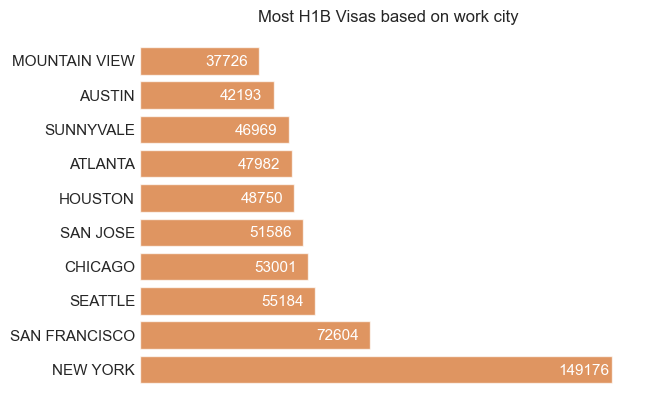 Most H1B Visas based on work city
MOUNTAIN VIEW 37726
AUSTIN 42193
SUNNYVALE 46969
ATLANTA 47982
HOUSTON 48750
SAN JOSE 51586
CHICAGO 53001
SEATTLE 55184
SAN FRANCISCO 72604
NEW YORK 149176